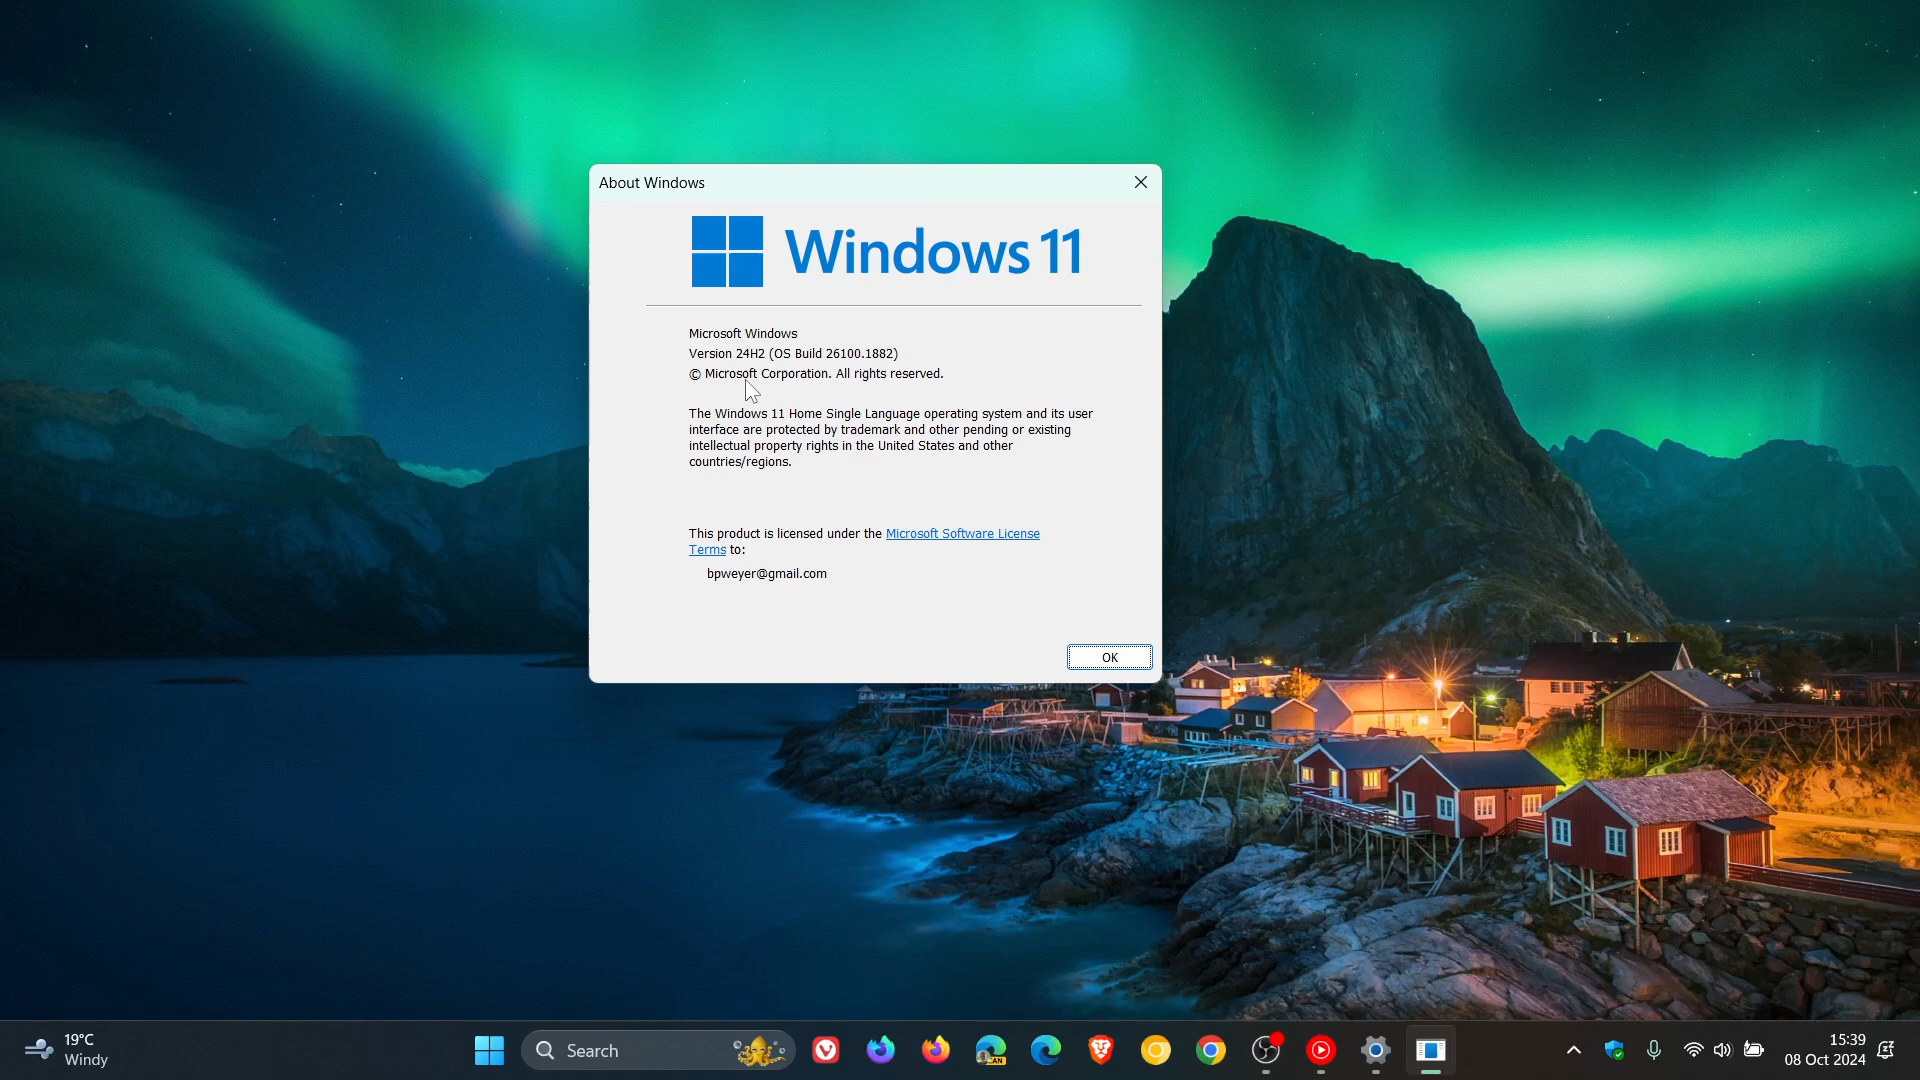 About Windows
Windows 11
Microsoft Windows
Version 24H2 (OS Build 26100.1882)
© Microsoft Corporation. All rights reserved.
The Windows 11 Home Single Language operating system and its user
interface are protected by trademark and other pending or existing
intellectual property rights in the United States and other
countries/regions.
This product is licensed under the Microsoft Software License
Terms to:
bpweyer@gmail.com
OK
19°C
Windy
Search
CAN
15:39
08 Oct 2024